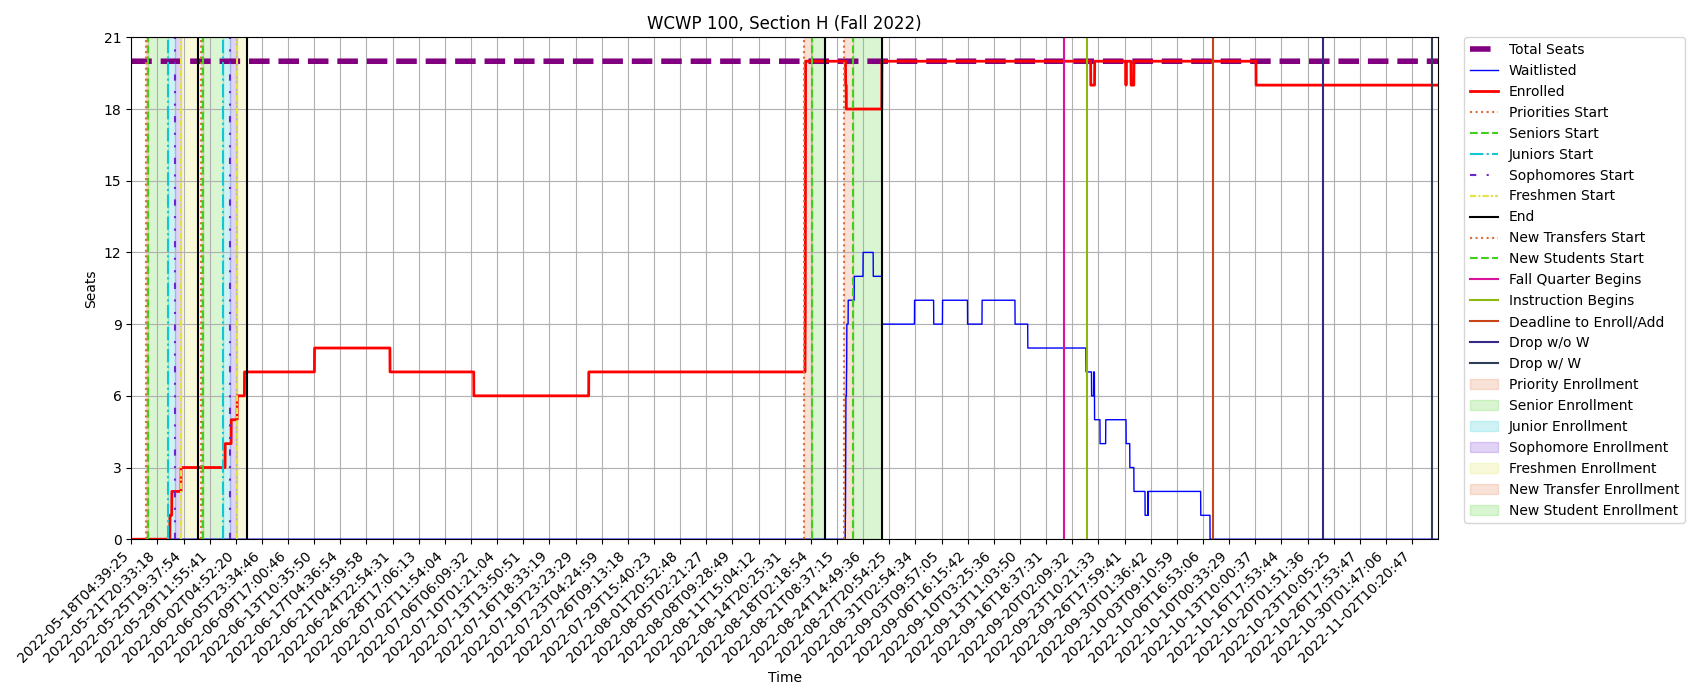 WCWP 100, Section H (Fall 2022)
Seats
21
18
15
12
9
6
3
0
2022-05-18T04:39:25
2022-05-21T20:33:18
2022-05-25T19:37:54
2022-05-29T11:55:41
2022-06-02T04:52:20
2022-06-05T23:34:46
2022-06-09T17:00:46
2022-06-13T10:35:50
2022-06-17T04:36:54
2022-06-21T04:59:58
2022-06-24T22:54:31
2022-06-28T17:06:13
2022-07-02T11:54:04
2022-07-06T06:09:32
2022-07-10T01:21:04
2022-07-13T13:50:51
2022-07-16T18:33:19
2022-07-19T23:23:29
2022-07-23T04:24:59
2022-07-26T09:13:18
2022-07-29T15:40:23
2022-08-01T20:52:48
2022-08-05T02:21:27
2022-08-08T09:28:49
2022-08-11T15:04:12
2022-08-14T20:25:31
2022-08-18T02:18:54
2022-08-21T08:37:15
2022-08-24T14:49:36
2022-08-27T20:54:25
2022-08-31T02:54:34
2022-09-03T09:57:05
2022-09-06T16:15:42
2022-09-10T03:25:36
2022-09-13T11:03:50
2022-09-16T18:37:31
2022-09-20T02:09:32
2022-09-23T10:21:33
2022-09-26T17:59:41
2022-09-30T01:36:42
2022-10-03T09:10:59
2022-10-06T16:53:06
2022-10-10T00:33:29
2022-10-13T10:00:37
2022-10-16T17:53:44
2022-10-20T01:51:36
2022-10-23T10:05:25
2022-10-26T17:53:47
2022-10-30T01:47:06
2022-11-02T10:20:47
Time
Total Seats
Waitlisted
Enrolled
Priorities Start
Seniors Start
Juniors Start
Sophomores Start
Freshmen Start
End
New Transfers Start
New Students Start
Fall Quarter Begins
Instruction Begins
Deadline to Enroll/Add
Drop w/o W
Drop w/ W
Priority Enrollment
Senior Enrollment
Junior Enrollment
Sophomore Enrollment
Freshmen Enrollment
New Transfer Enrollment
New Student Enrollment